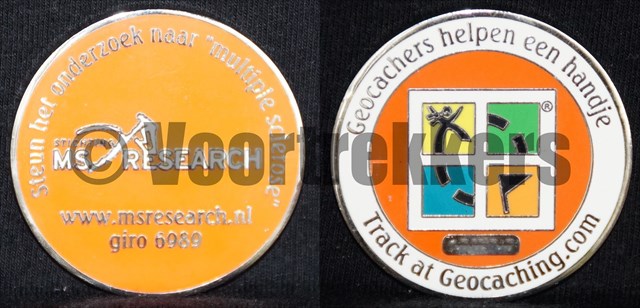 Steun het onderzoek naar "multiple sclerose"
STICHTING
MS RESEARCH
www.msresearch.nl
giro 6989
Geocachers helpen een handje
®
Track at Geocaching.com
© Voortrekkers